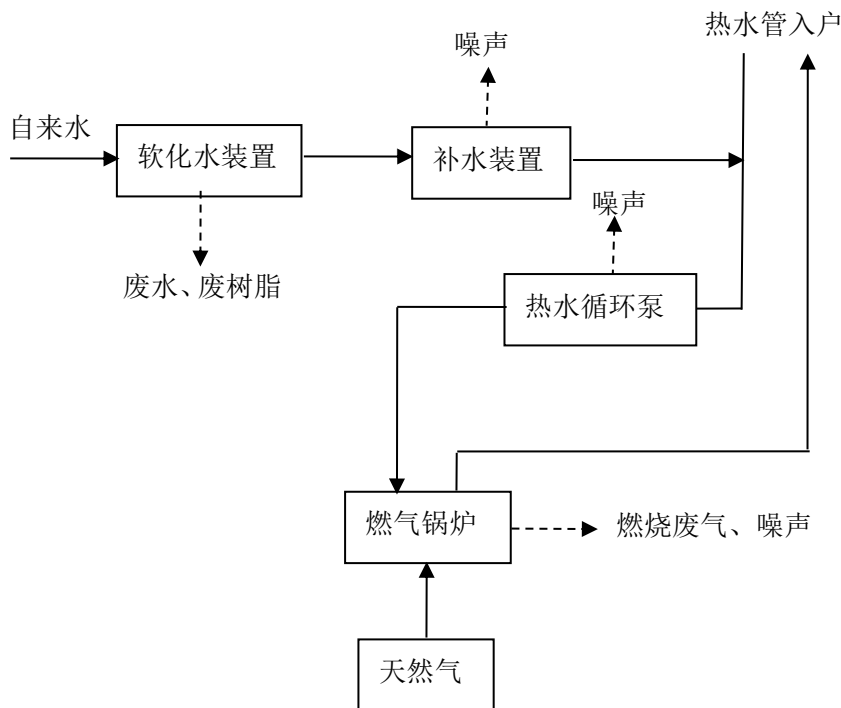 热水管入户
噪声
自来水
软化水装置
补水装置
噪声
废水、废树脂
热水循环泵
燃气锅炉
燃烧废气、噪声
天然气